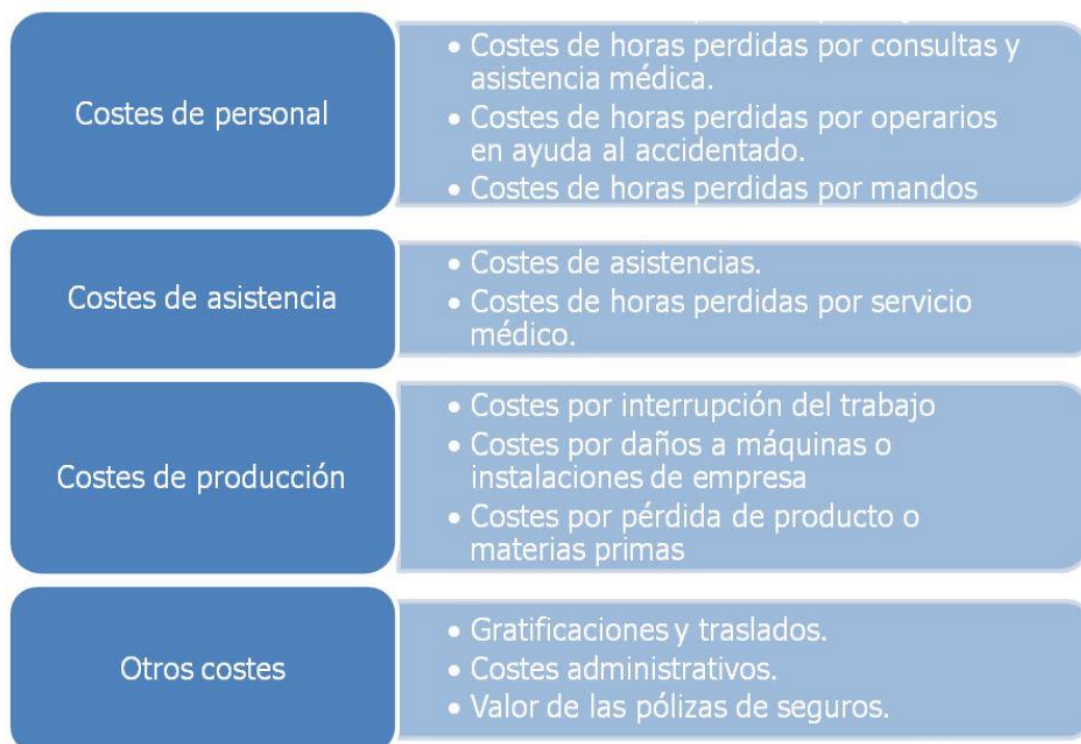 Costes de personal
• Costes de horas perdidas por consultas y
asistencia médica.
• Costes de horas perdidas por operarios
en ayuda al accidentado.
• Costes de horas perdidas por mandos
Costes de asistencia
• Costes de asistencias.
• Costes de horas perdidas por servicio
médico.
Costes de producción
• Costes por interrupción del trabajo
• Costes por daños a máquinas o
instalaciones de empresa
• Costes por pérdida de producto o
materias primas
Otros costes
• Gratificaciones y traslados.
• Costes administrativos.
• Valor de las pólizas de seguros.